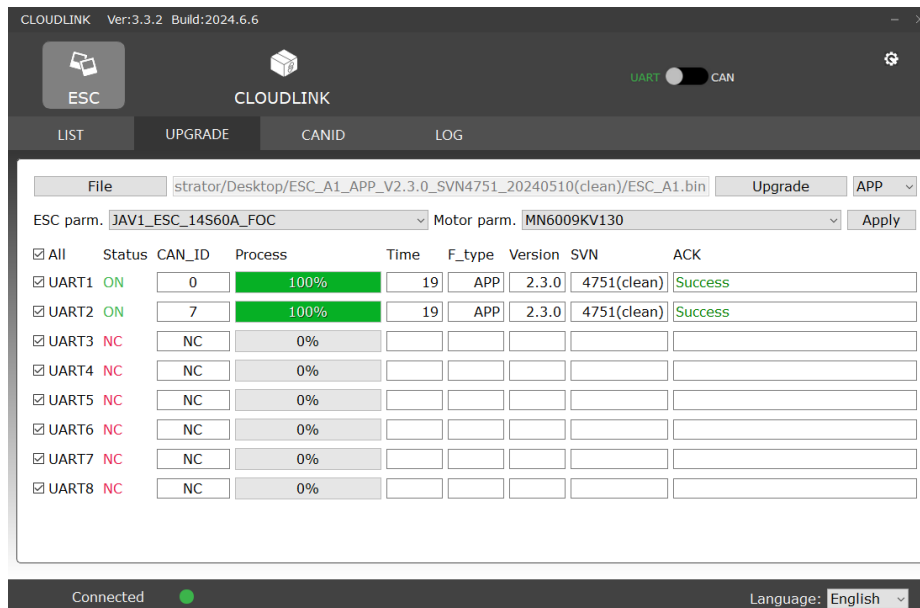 CLOUDLINK Ver:3.3.2 Build:2024.6.6
ESC
CLOUDLINK
UART CAN
LIST UPGRADE CANID LOG
File strator/Desktop/ESC_A1_APP_V2.3.0_SVN4751_20240510(clean)/ESC_A1.bin Upgrade APP
ESC parm. JAV1_ESC_14S60A_FOC Motor parm. MN6009KV130 Apply
All Status CAN_ID Process Time F_type Version SVN ACK
UART1 ON 0 100% 19 APP 2.3.0 4751(clean) Success
UART2 ON 7 100% 19 APP 2.3.0 4751(clean) Success
UART3 NC NC 0%
UART4 NC NC 0%
UART5 NC NC 0%
UART6 NC NC 0%
UART7 NC NC 0%
UART8 NC NC 0%
Connected Language: English